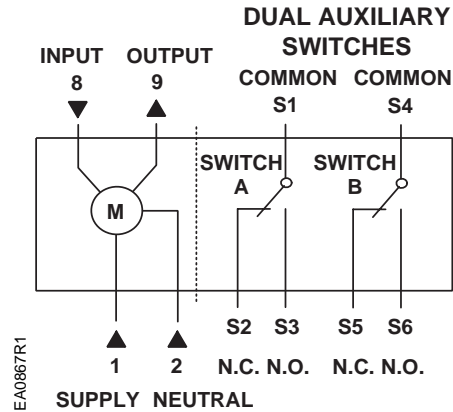 DUAL AUXILIARY
SWITCHES
INPUT OUTPUT
8 9
COMMON COMMON
S1 S4
SWITCH
A
SWITCH
B
M
S2 S3 S5 S6
1 2
N.C. N.O. N.C. N.O.
SUPPLY NEUTRAL
EA0867R1